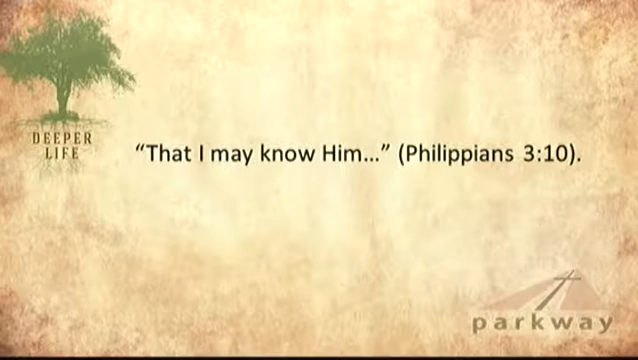 DEEPER
LIFE
“That I may know Him...” (Philippians 3:10).
parkway